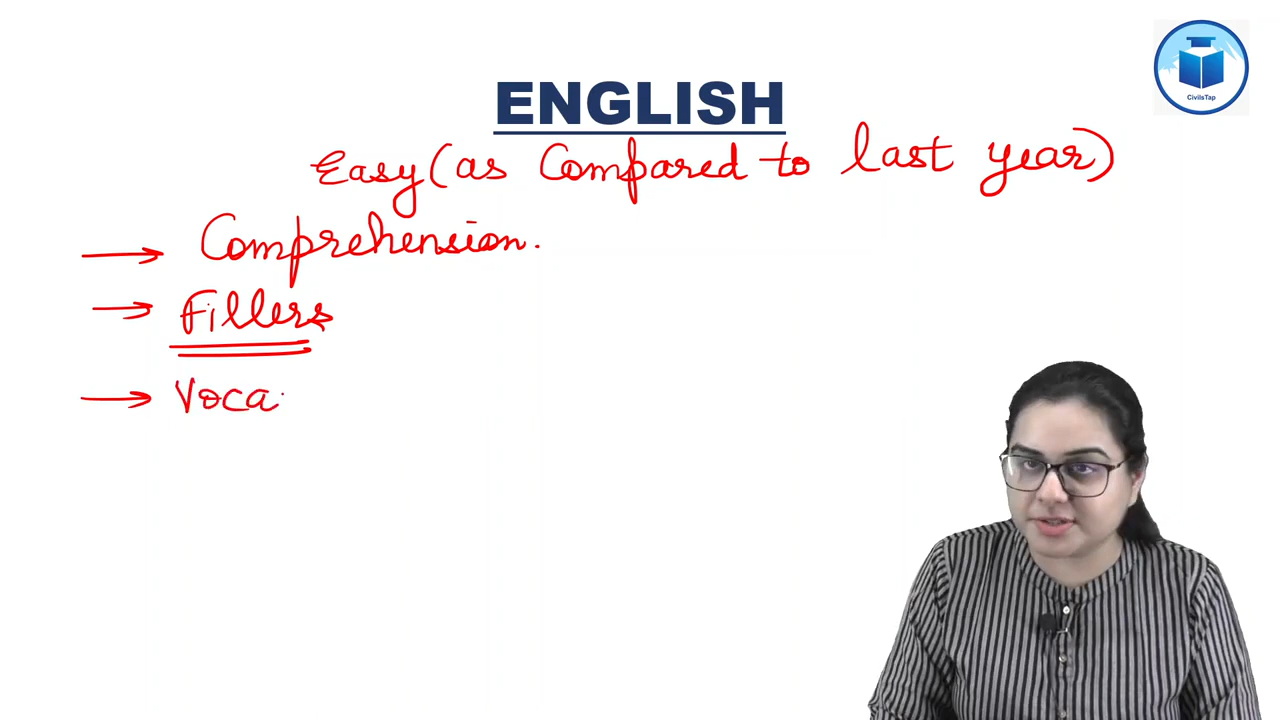 CivilsTap
ENGLISH
Easy (as Compared to last year)
→ Comprehension.
→ Fillers
→ Voca